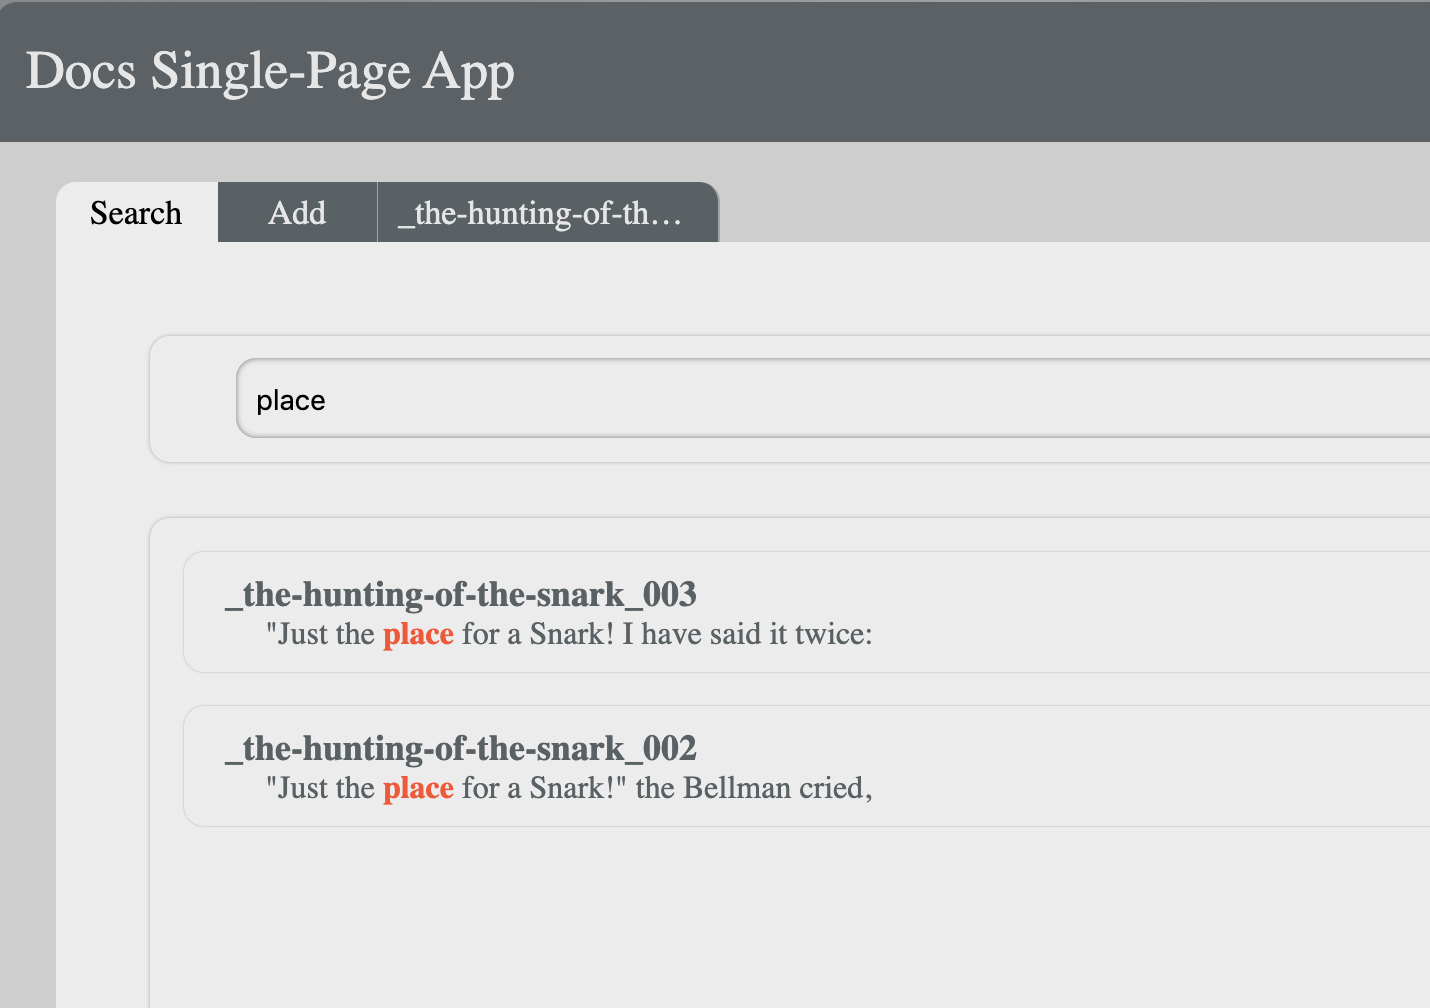 Docs Single-Page App
Search
Add
_the-hunting-of-th…
place
_the-hunting-of-the-snark_003
"Just the place for a Snark! I have said it twice:
_the-hunting-of-the-snark_002
"Just the place for a Snark!" the Bellman cried,